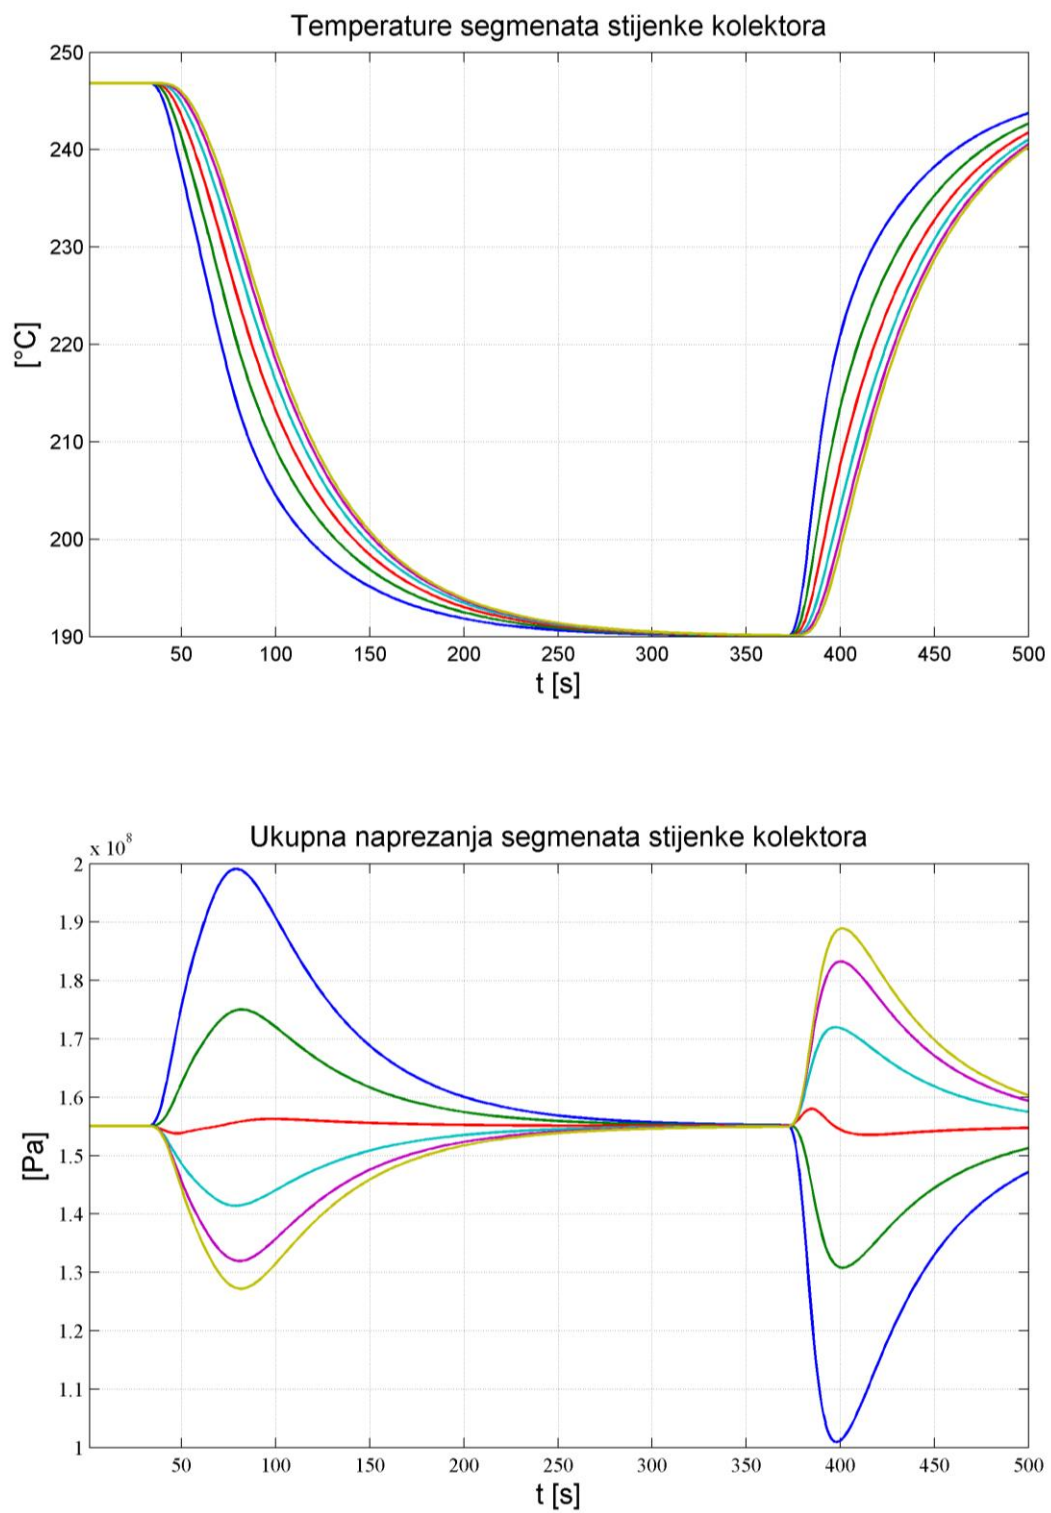 Temperature segmenata stijenke kolektora
250
240
230
220
210
200
190
[°C]
50 100 150 200 250 300 350 400 450 500
t [s]
Ukupna naprezanja segmenata stijenke kolektora
x 10^8
2
1.9
1.8
1.7
1.6
1.5
1.4
1.3
1.2
1.1
1
[Pa]
50 100 150 200 250 300 350 400 450 500
t [s]